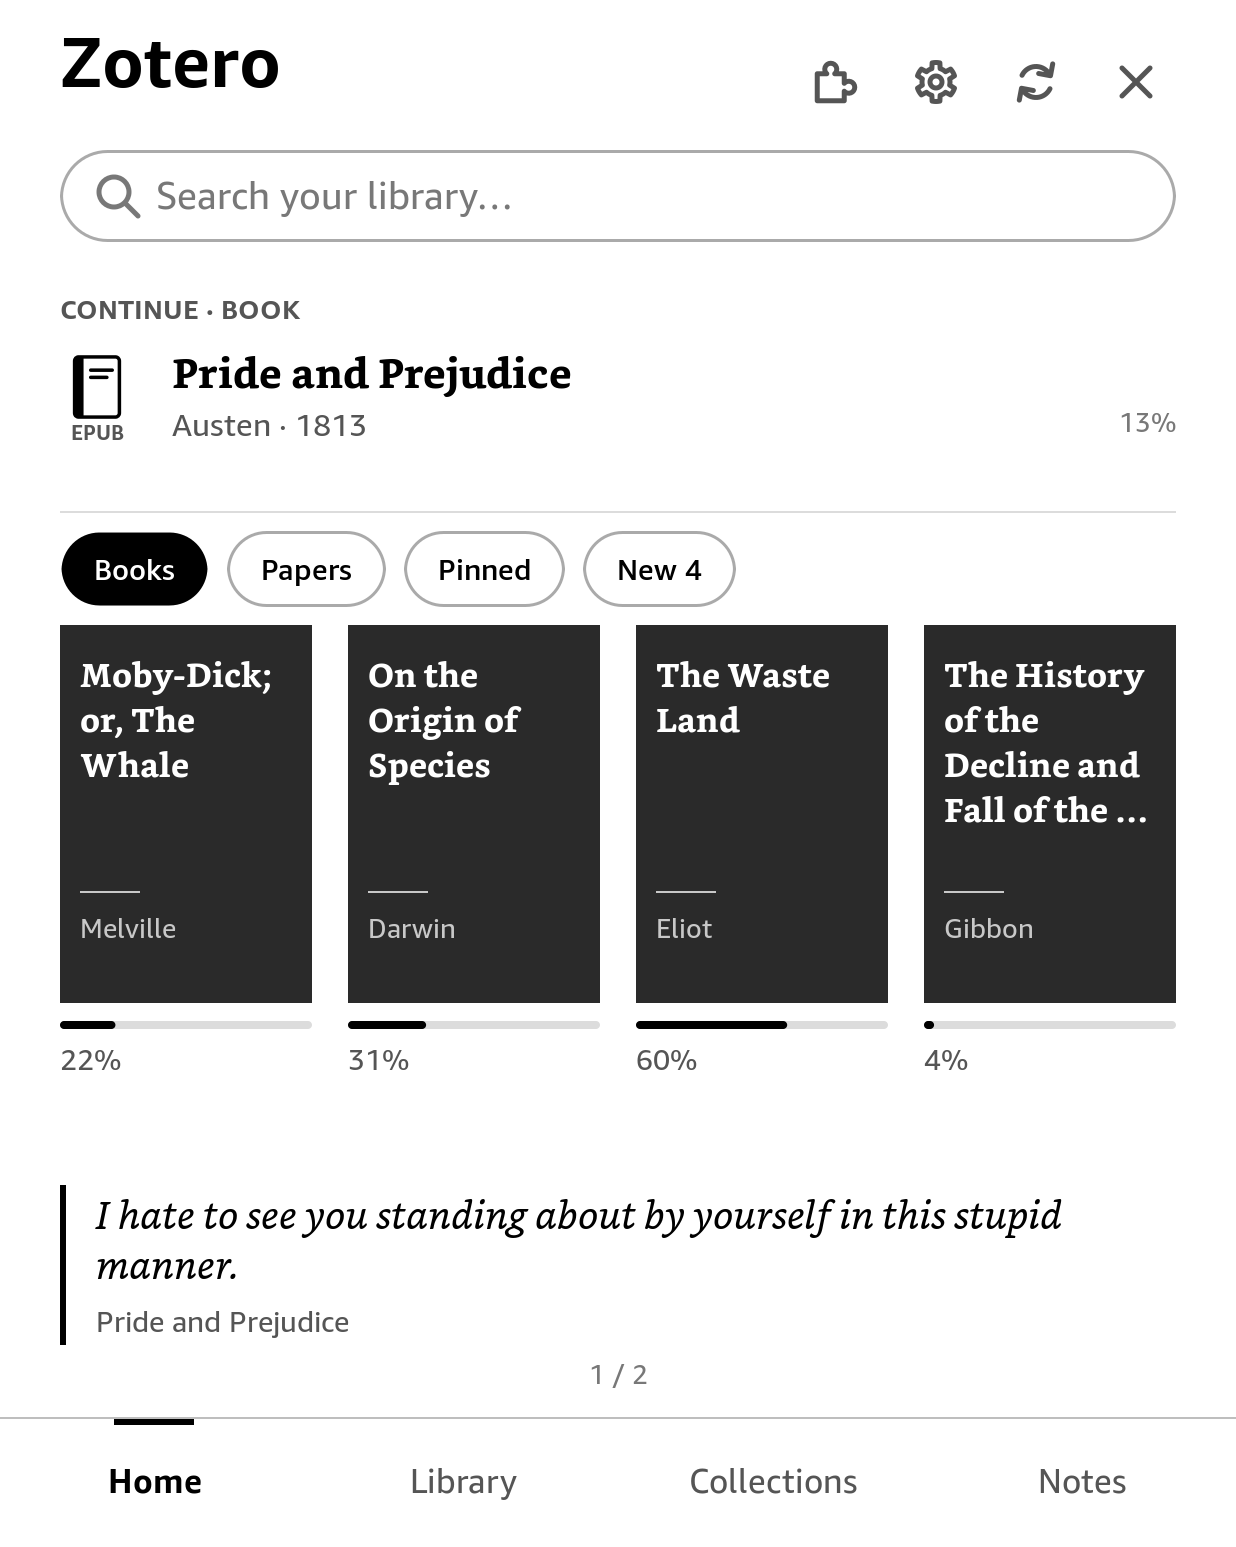 Zotero
Search your library...
CONTINUE · BOOK
EPUB
Pride and Prejudice
Austen · 1813
13%
Books
Papers
Pinned
New 4
Moby-Dick;
or, The
Whale
Melville
22%
On the
Origin of
Species
Darwin
31%
The Waste
Land
Eliot
60%
The History
of the
Decline and
Fall of the ...
Gibbon
4%
I hate to see you standing about by yourself in this stupid
manner.
Pride and Prejudice
1 / 2
Home
Library
Collections
Notes